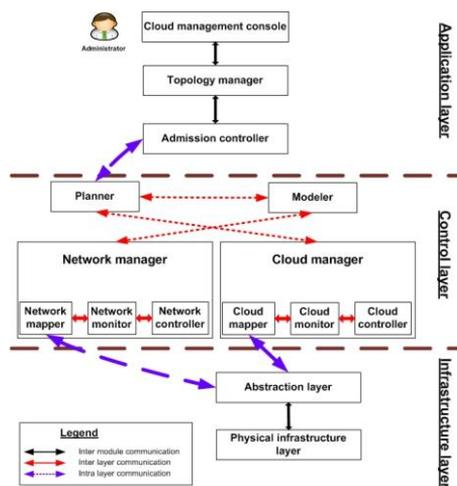 Cloud management console
Administrator
Topology manager
Admission controller
Application layer
Planner
Modeler
Network manager
Cloud manager
Network
mapper
Network
monitor
Network
controller
Cloud
mapper
Cloud
monitor
Cloud
controller
Control layer
Abstraction layer
Physical infrastructure
layer
Infrastructure layer
Legend
Inter module communication
Inter layer communication
Intra layer communication